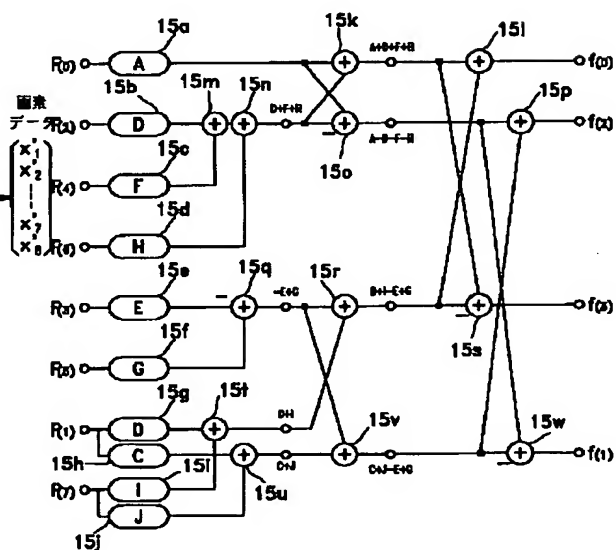 15a
15k
15l
R(0)
A
A+D+F+H
f(0)
15b
15m
15n
15p
画素
データ
R(2)
D
D+F+H
f(2)
15c
15o
A-D-F-H
x'1
x'2
x'7
x'8
R(4)
F
15d
R(6)
H
15e
15q
15r
R(3)
E
-E+G
D+I-E+G
15s
15f
R(5)
G
15g
15t
15v
15w
R(1)
D
D+I
15h
C
C+J
C+J-E+G
f(1)
R(7)
I
15i
15u
J
15j